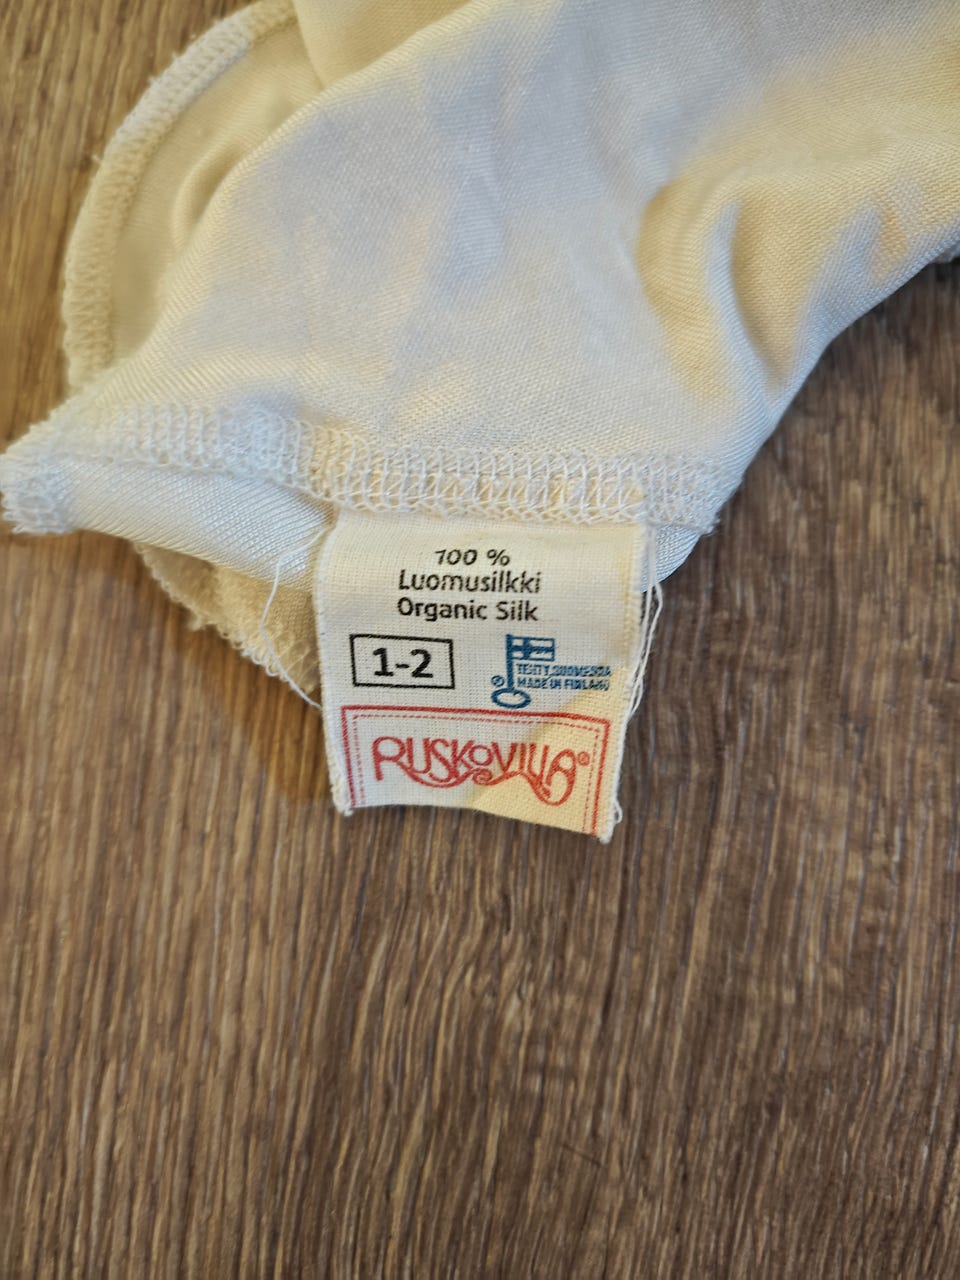 100 %
Luomusilkki
Organic Silk
1-2
TEHTY SUOMESSA
® MADE IN FINLAND
RUSKOVILLA®